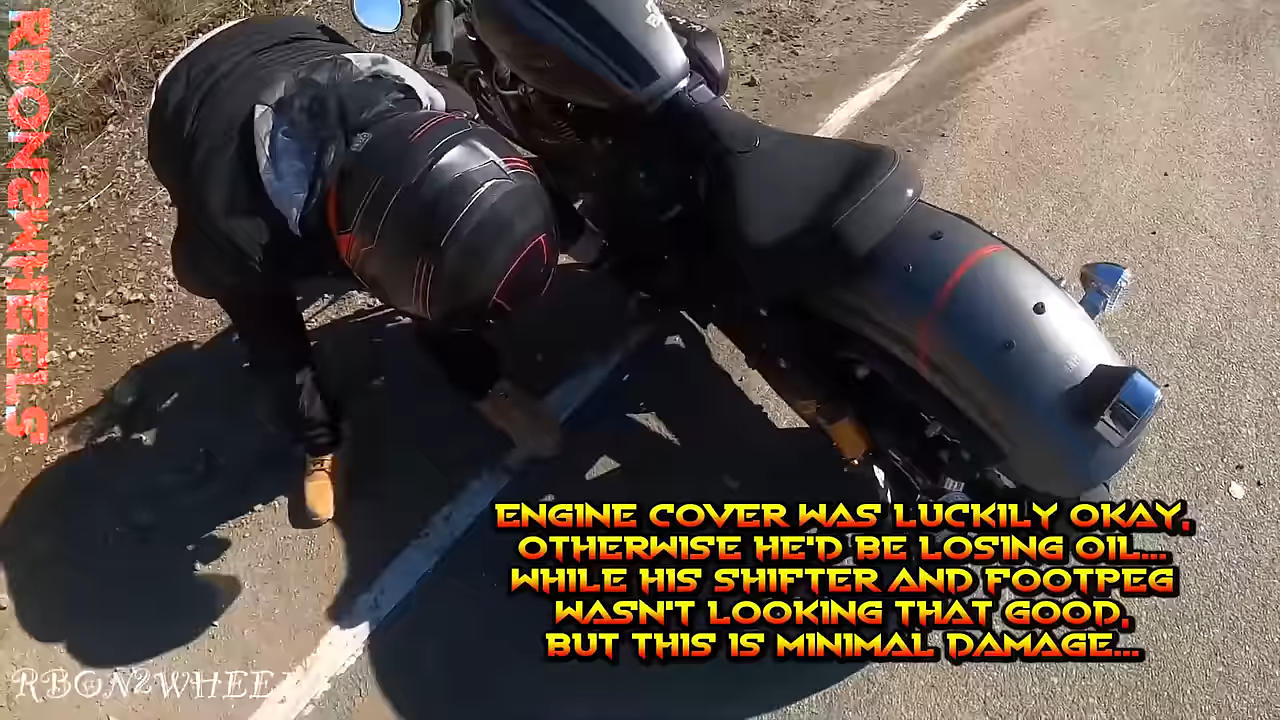 RBON2WHEELS
ENGINE COVER WAS LUCKILY OKAY,
OTHERWISE HE'D BE LOSING OIL...
WHILE HIS SHIFTER AND FOOTPEG
WASN'T LOOKING THAT GOOD,
BUT THIS IS MINIMAL DAMAGE...
RBON2WHEE